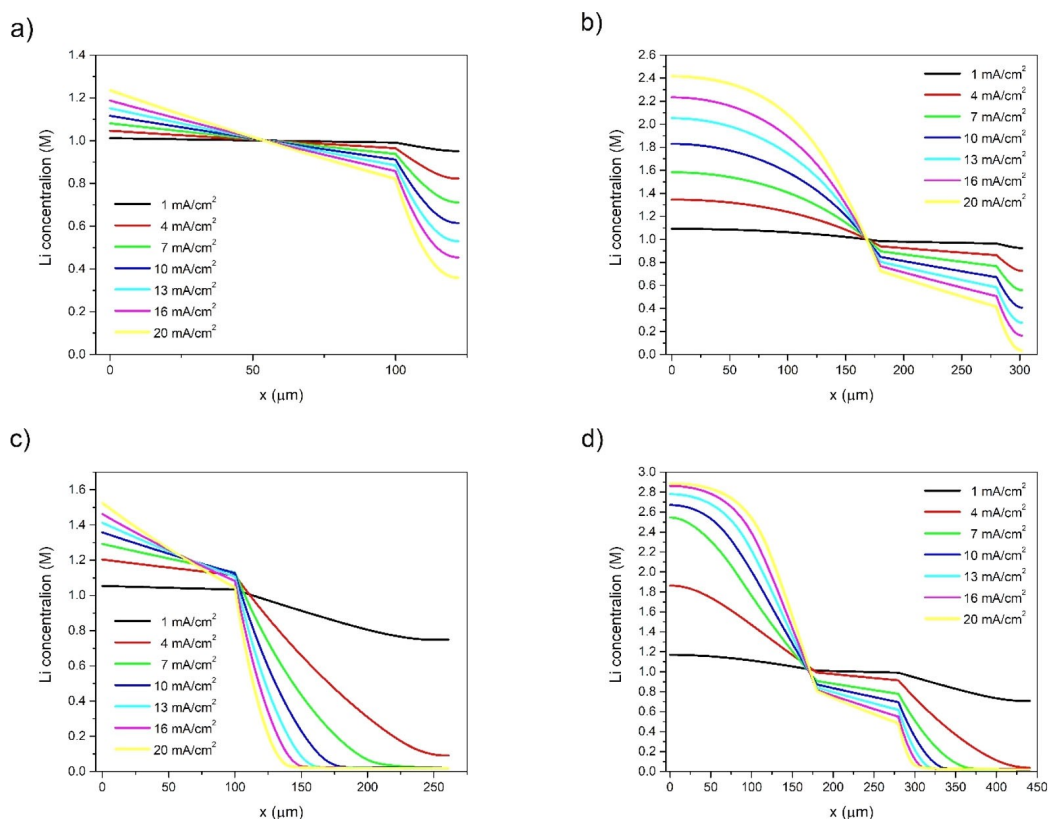 a)
1.4
1.2
1.0
0.8
0.6
0.4
0.2
0.0
Li concentration (M)
1 mA/cm²
4 mA/cm²
7 mA/cm²
10 mA/cm²
13 mA/cm²
16 mA/cm²
20 mA/cm²
0 50 100
x (μm)
b)
2.6
2.4
2.2
2.0
1.8
1.6
1.4
1.2
1.0
0.8
0.6
0.4
0.2
0.0
Li concentration (M)
1 mA/cm²
4 mA/cm²
7 mA/cm²
10 mA/cm²
13 mA/cm²
16 mA/cm²
20 mA/cm²
0 50 100 150 200 250 300
x (μm)
c)
1.6
1.4
1.2
1.0
0.8
0.6
0.4
0.2
0.0
Li concentration (M)
1 mA/cm²
4 mA/cm²
7 mA/cm²
10 mA/cm²
13 mA/cm²
16 mA/cm²
20 mA/cm²
0 50 100 150 200 250
x (μm)
d)
3.0
2.8
2.6
2.4
2.2
2.0
1.8
1.6
1.4
1.2
1.0
0.8
0.6
0.4
0.2
0.0
Li concentration (M)
1 mA/cm²
4 mA/cm²
7 mA/cm²
10 mA/cm²
13 mA/cm²
16 mA/cm²
20 mA/cm²
0 50 100 150 200 250 300 350 400 450
x (μm)